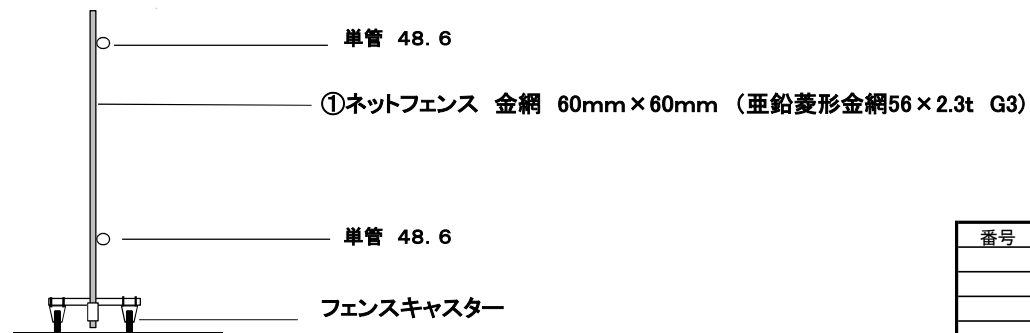 単管 48.6
①ネットフェンス 金網 60mm×60mm (亜鉛菱形金網56×2.3t G3)
単管 48.6
番号
フェンスキャスター